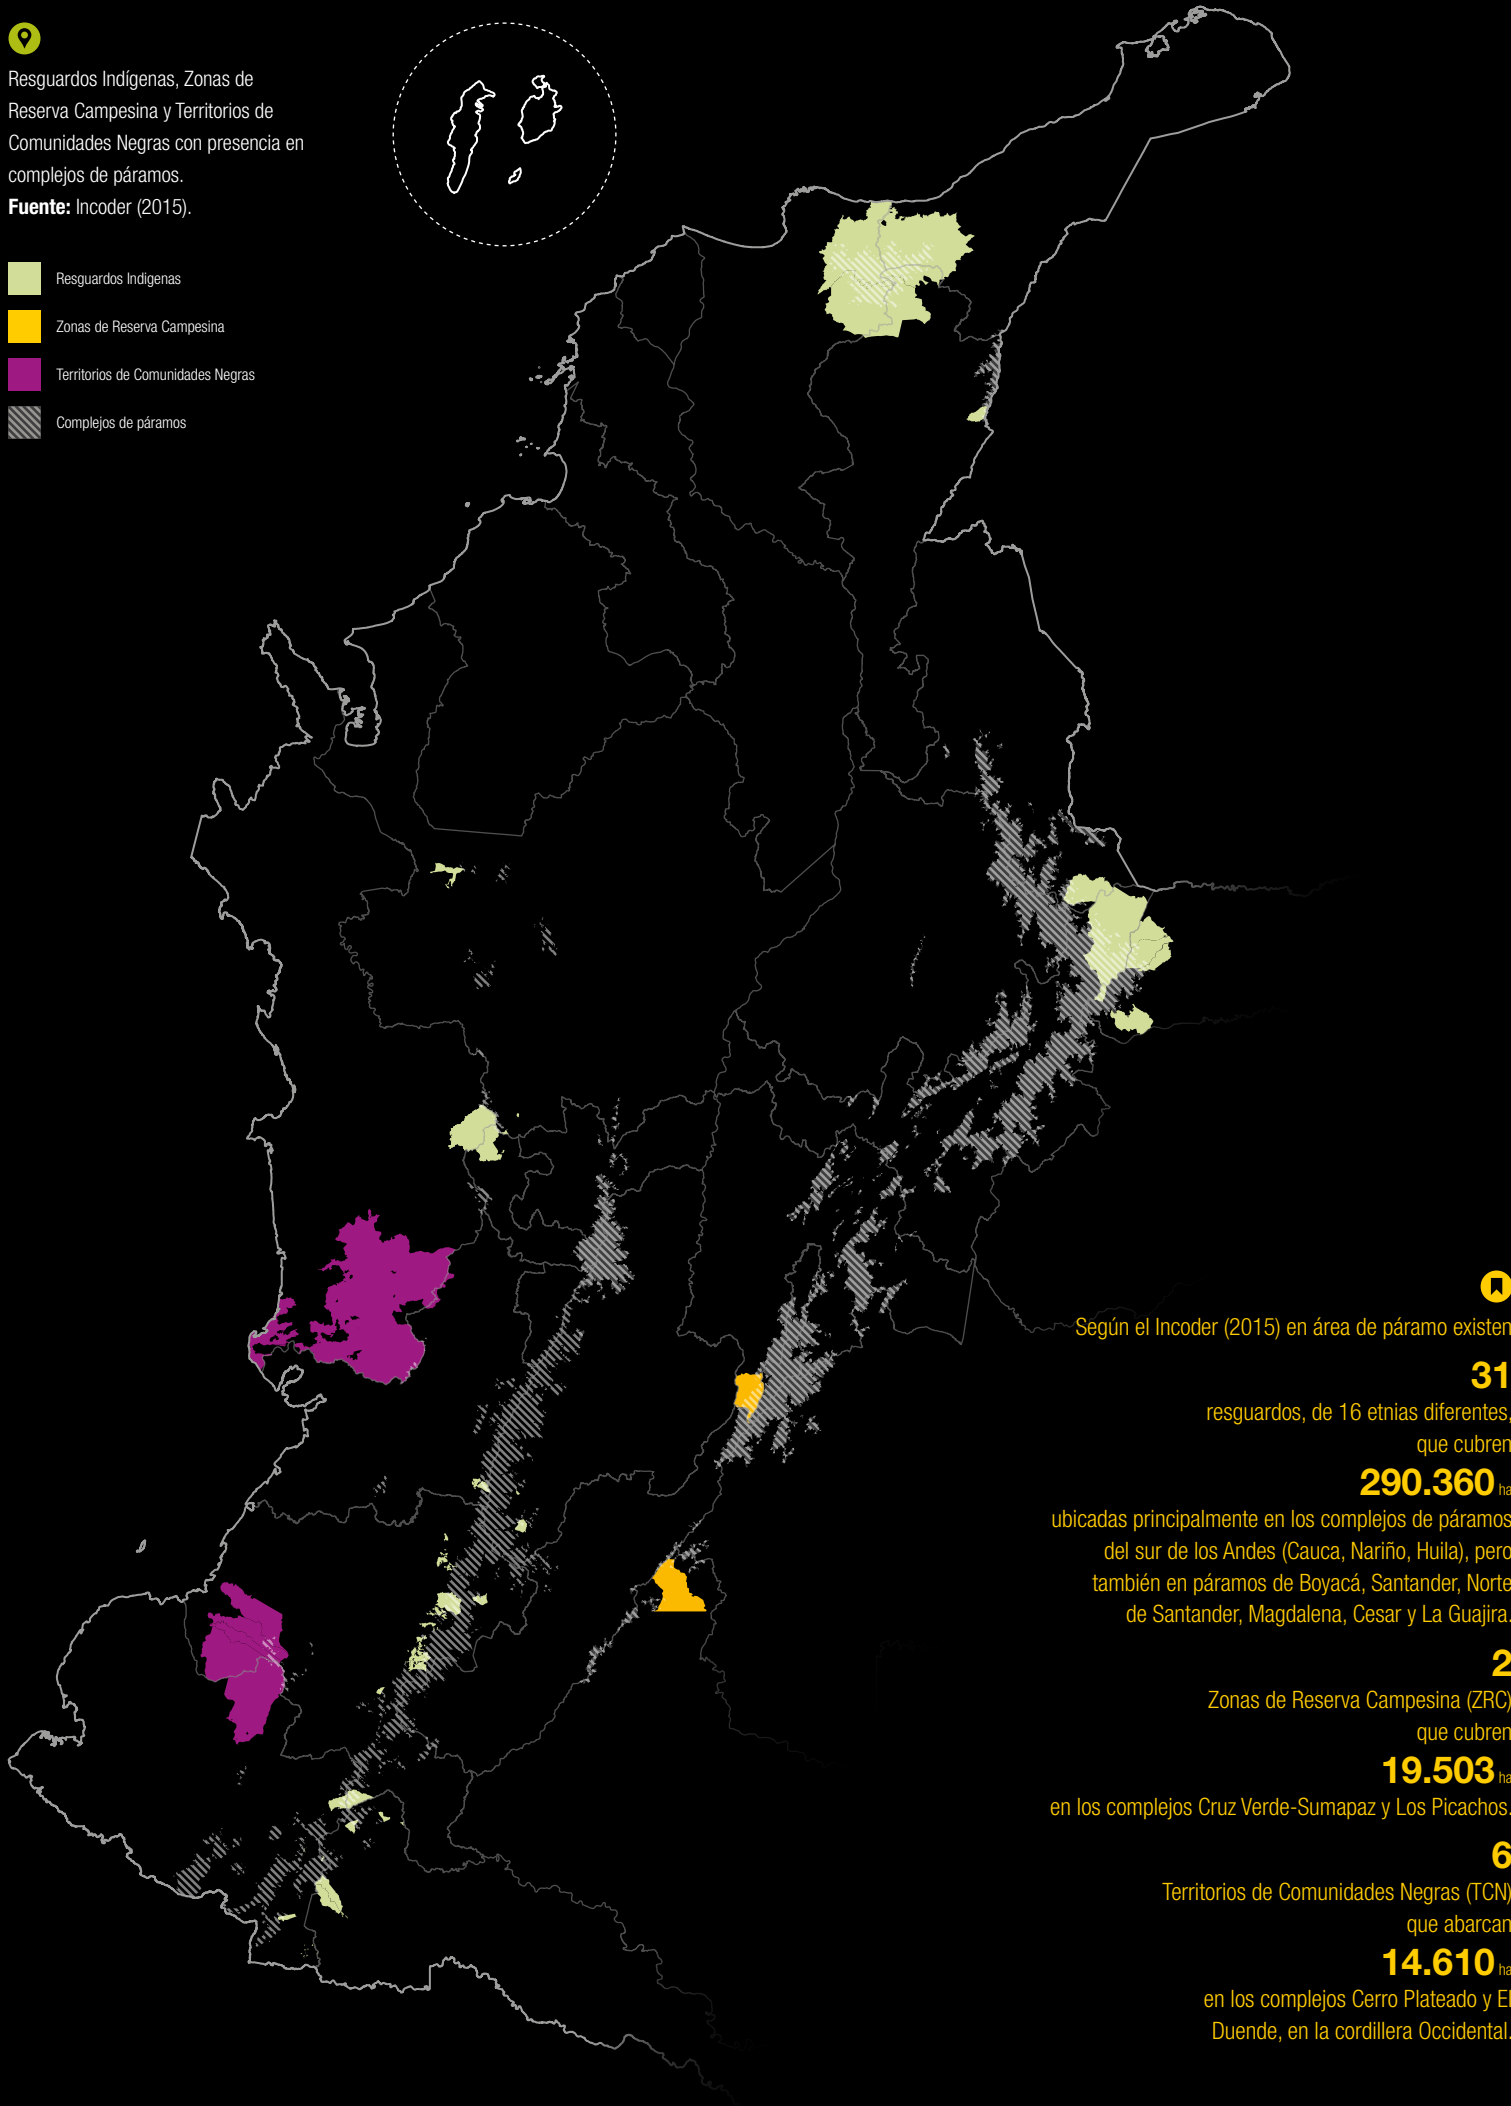 Resguardos Indígenas, Zonas de
Reserva Campesina y Territorios de
Comunidades Negras con presencia en
complejos de páramos.
Fuente: Incoder (2015).
Resguardos Indigenas
Zonas de Reserva Campesina
Territorios de Comunidades Negras
Complejos de páramos
Según el Incoder (2015) en área de páramo existen
31
resguardos, de 16 etnias diferentes,
que cubren
290.360 ha
ubicadas principalmente en los complejos de páramos
del sur de los Andes (Cauca, Nariño, Huila), pero
también en páramos de Boyacá, Santander, Norte
de Santander, Magdalena, Cesar y La Guajira.
2
Zonas de Reserva Campesina (ZRC)
que cubren
19.503 ha
en los complejos Cruz Verde-Sumapaz y Los Picachos.
6
Territorios de Comunidades Negras (TCN)
que abarcan
14.610 ha
en los complejos Cerro Plateado y El
Duende, en la cordillera Occidental.